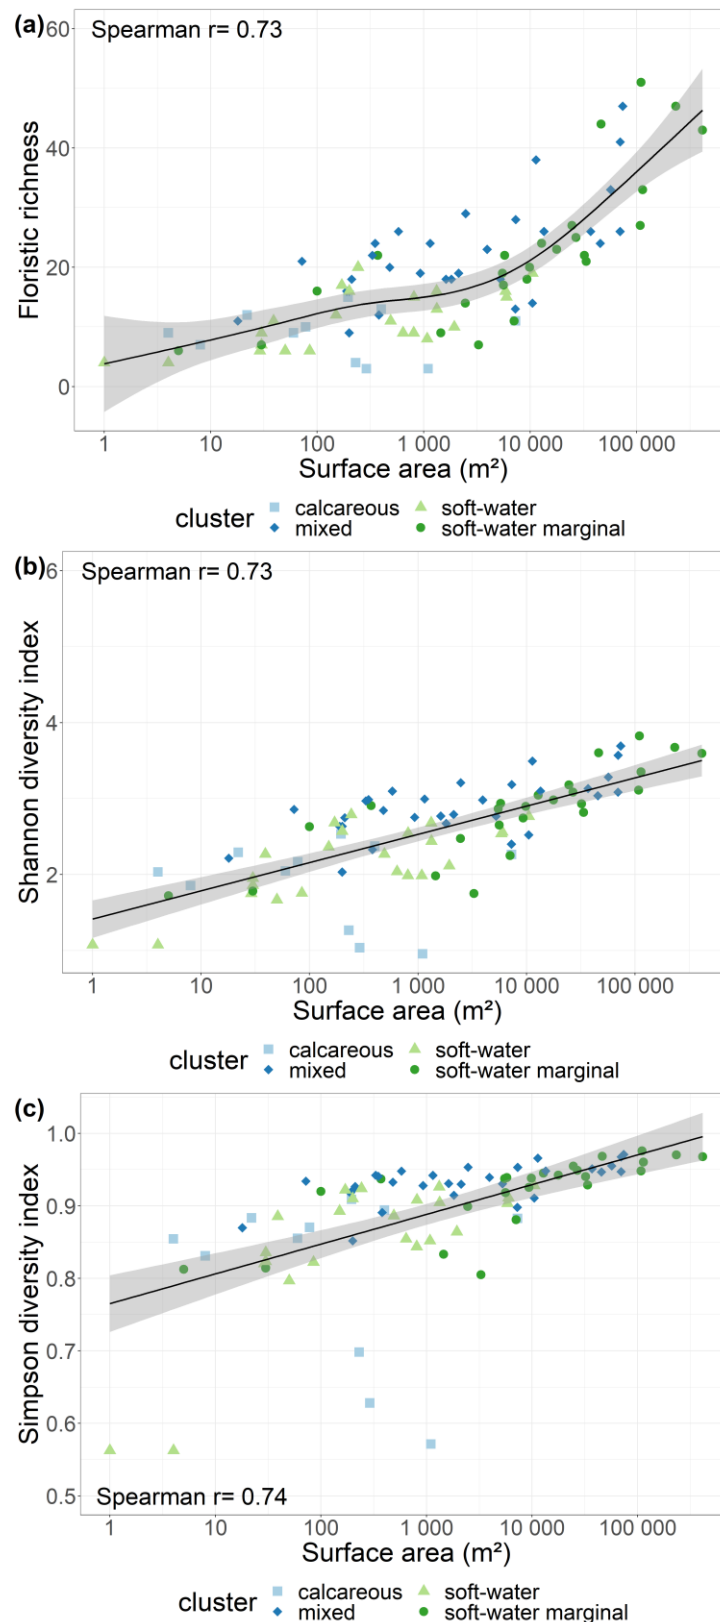 (a)
Spearman r= 0.73
60
40
20
0
Floristic richness
1 10 100 1 000 10 000 100 000
Surface area (m²)
cluster
calcareous soft-water
mixed soft-water marginal
(b)
Spearman r= 0.73
6
4
2
Shannon diversity index
1 10 100 1 000 10 000 100 000
Surface area (m²)
cluster
calcareous soft-water
mixed soft-water marginal
(c)
1.0
0.9
0.8
0.7
0.6
0.5
Simpson diversity index
Spearman r= 0.74
1 10 100 1 000 10 000 100 000
Surface area (m²)
cluster
calcareous soft-water
mixed soft-water marginal